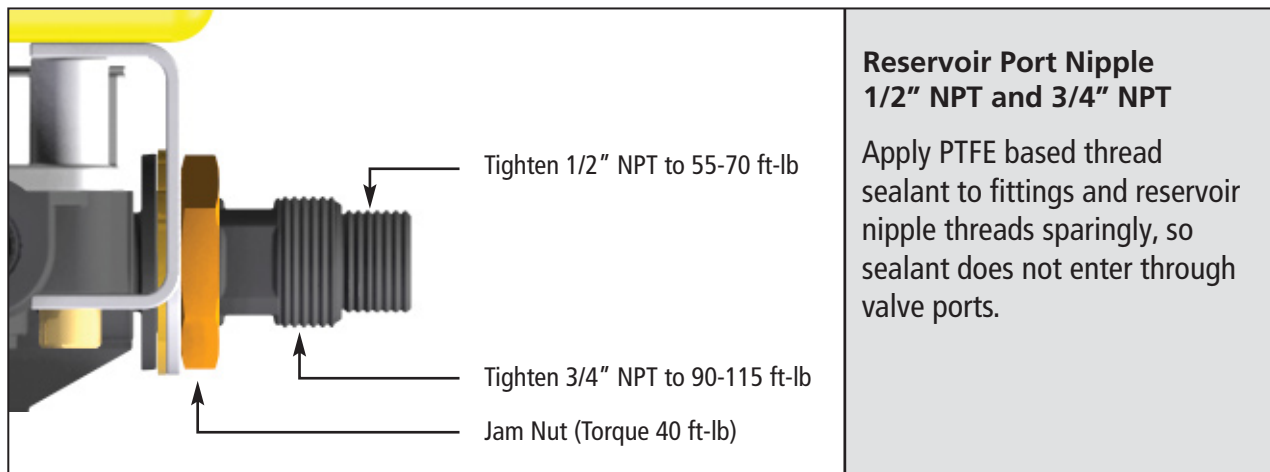 Tighten 1/2″ NPT to 55-70 ft-lb
Tighten 3/4″ NPT to 90-115 ft-lb
Jam Nut (Torque 40 ft-lb)
Reservoir Port Nipple
1/2″ NPT and 3/4″ NPT
Apply PTFE based thread
sealant to fittings and reservoir
nipple threads sparingly, so
sealant does not enter through
valve ports.